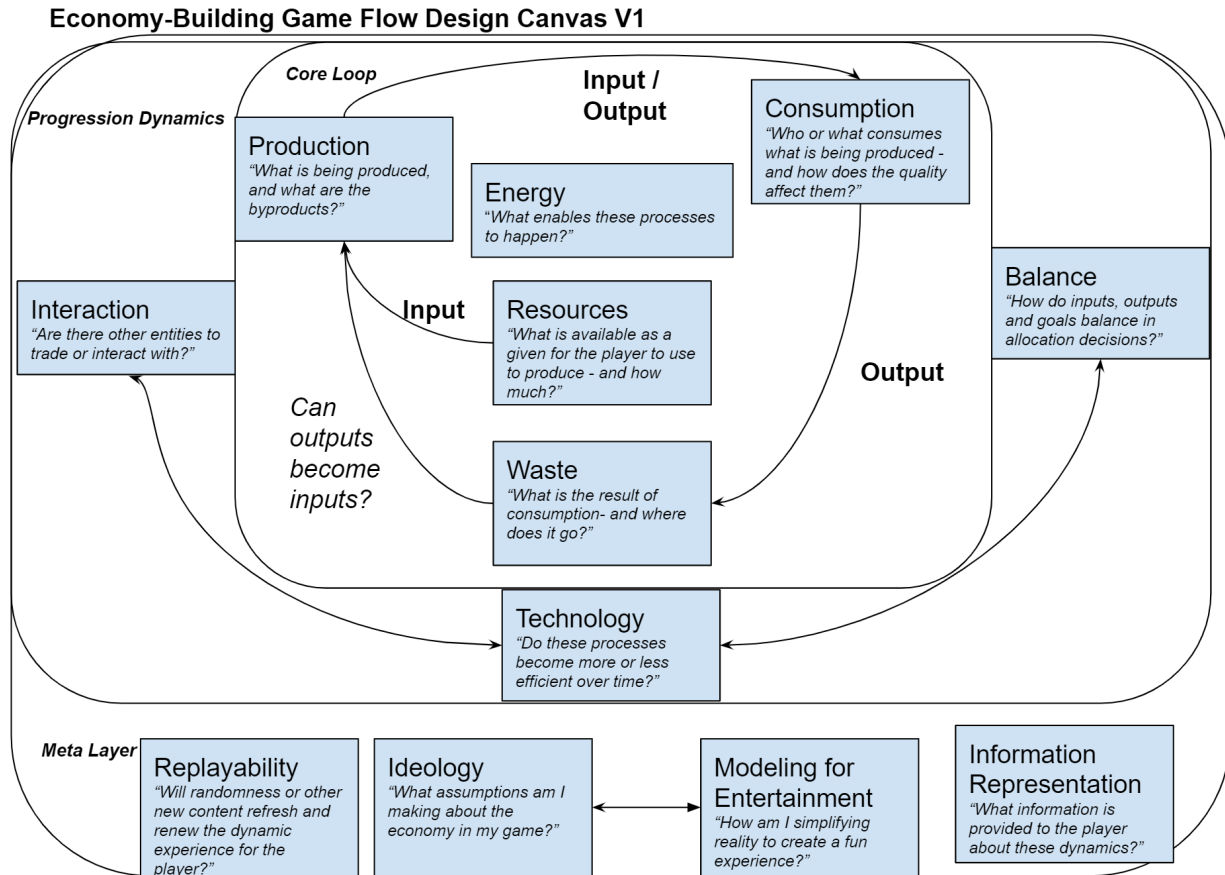 Economy-Building Game Flow Design Canvas V1
Core Loop
Input /
Output
Progression Dynamics
Production
“What is being produced,
and what are the
byproducts?”
Consumption
“Who or what consumes
what is being produced -
and how does the quality
affect them?”
Energy
“What enables these processes
to happen?”
Interaction
“Are there other entities to
trade or interact with?”
Input
Resources
“What is available as a
given for the player to use
to produce - and how
much?”
Balance
“How do inputs, outputs
and goals balance in
allocation decisions?”
Output
Can
outputs
become
inputs?
Waste
“What is the result of
consumption- and where
does it go?”
Technology
“Do these processes
become more or less
efficient over time?”
Meta Layer
Replayability
“Will randomness or other
new content refresh and
renew the dynamic
experience for the
player?”
Ideology
“What assumptions am I
making about the
economy in my game?”
Modeling for
Entertainment
“How am I simplifying
reality to create a fun
experience?”
Information
Representation
“What information is
provided to the player
about these dynamics?”